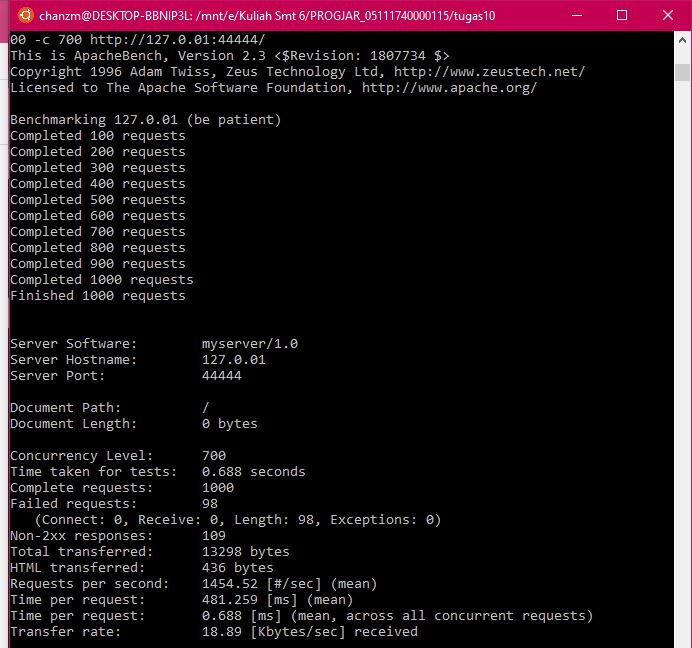 chanzm@DESKTOP-BBNIP3L: /mnt/e/Kuliah Smt 6/PROGJAR_05111740000115/tugas10
00 -c 700 http://127.0.01:44444/
This is ApacheBench, Version 2.3 <$Revision: 1807734 $>
Copyright 1996 Adam Twiss, Zeus Technology Ltd, http://www.zeustech.net/
Licensed to The Apache Software Foundation, http://www.apache.org/

Benchmarking 127.0.01 (be patient)
Completed 100 requests
Completed 200 requests
Completed 300 requests
Completed 400 requests
Completed 500 requests
Completed 600 requests
Completed 700 requests
Completed 800 requests
Completed 900 requests
Completed 1000 requests
Finished 1000 requests

Server Software:        myserver/1.0
Server Hostname:        127.0.01
Server Port:            44444

Document Path:          /
Document Length:        0 bytes

Concurrency Level:      700
Time taken for tests:   0.688 seconds
Complete requests:      1000
Failed requests:        98
   (Connect: 0, Receive: 0, Length: 98, Exceptions: 0)
Non-2xx responses:      109
Total transferred:      13298 bytes
HTML transferred:       436 bytes
Requests per second:    1454.52 [#/sec] (mean)
Time per request:       481.259 [ms] (mean)
Time per request:       0.688 [ms] (mean, across all concurrent requests)
Transfer rate:          18.89 [Kbytes/sec] received